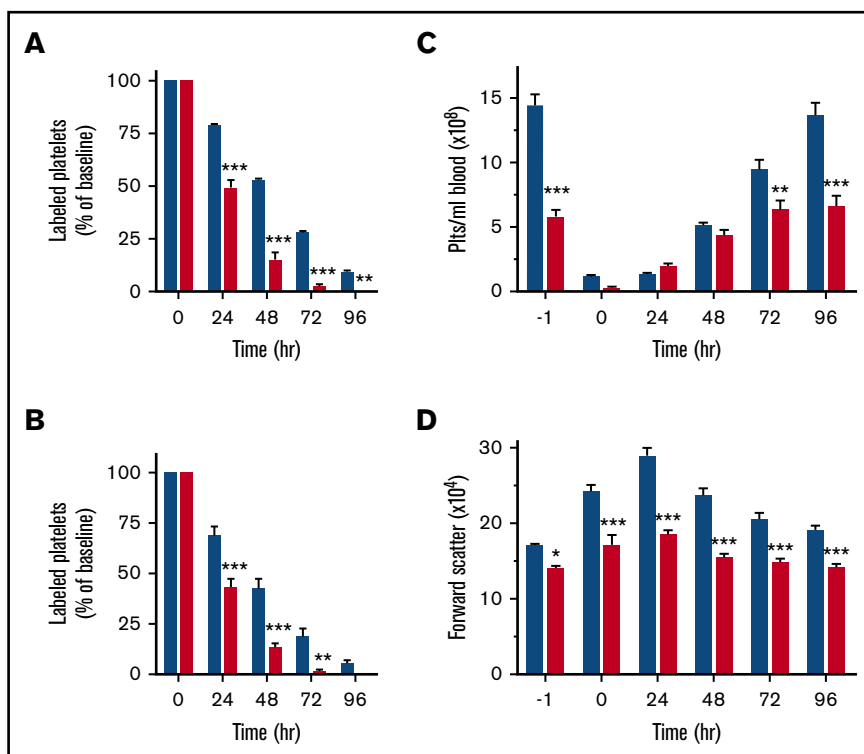 A
Labeled platelets
(% of baseline)
100
75
50
25
0
***
***
***
**
0 24 48 72 96
Time (hr)
C
Plts/ml blood (x10⁸)
15
10
5
0
***
**
***
-1 0 24 48 72 96
Time (hr)
B
Labeled platelets
(% of baseline)
100
75
50
25
0
***
***
**
0 24 48 72 96
Time (hr)
D
Forward scatter (x10⁴)
30
20
10
0
*
***
***
***
***
***
-1 0 24 48 72 96
Time (hr)